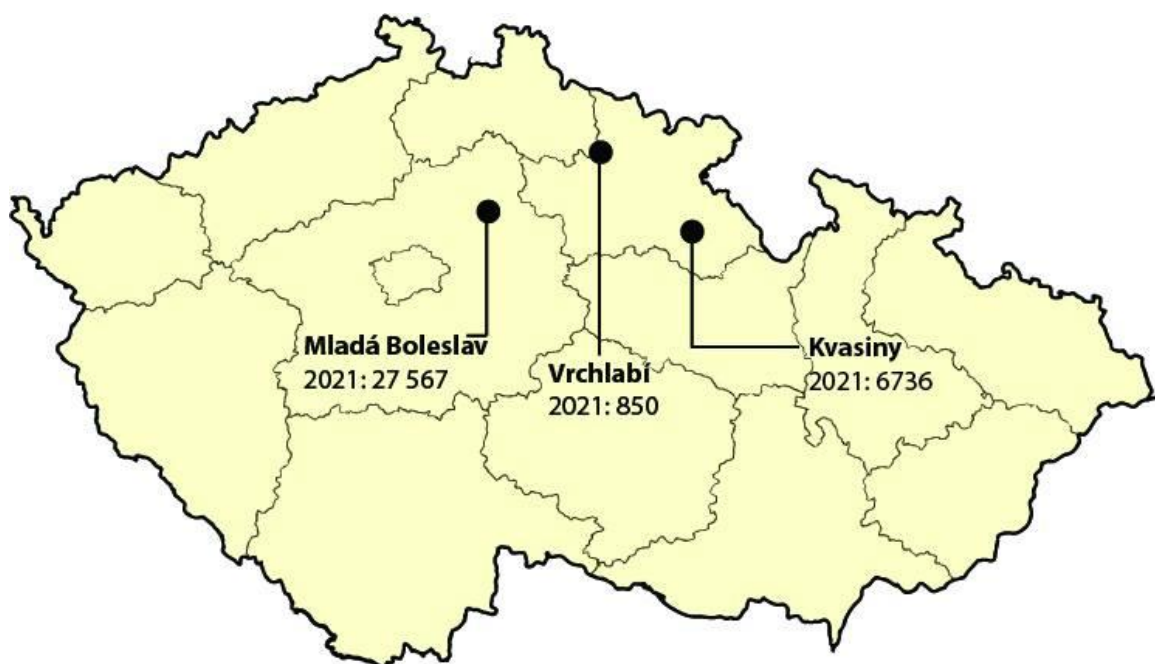 Mladá Boleslav
2021: 27 567
Vrchlabí
2021: 850
Kvasiny
2021: 6736